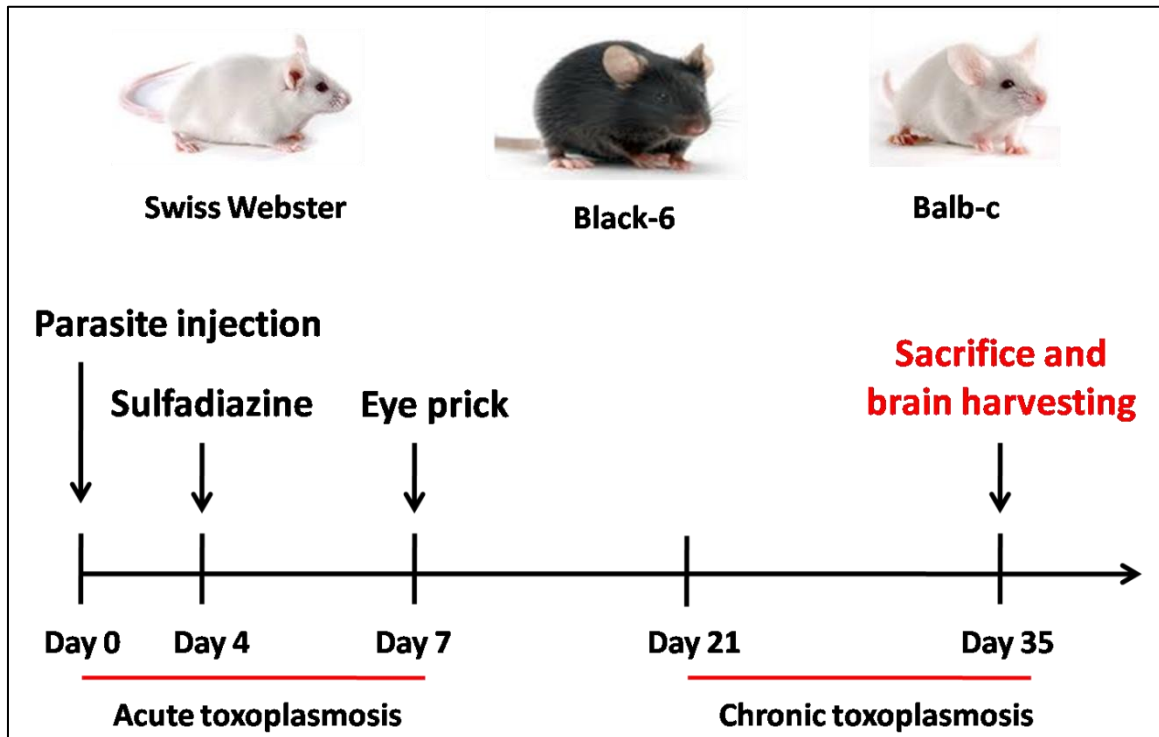 Swiss Webster
Black-6
Balb-c
Parasite injection
Sulfadiazine
Eye prick
Sacrifice and
brain harvesting
Day 0
Day 4
Day 7
Day 21
Day 35
Acute toxoplasmosis
Chronic toxoplasmosis